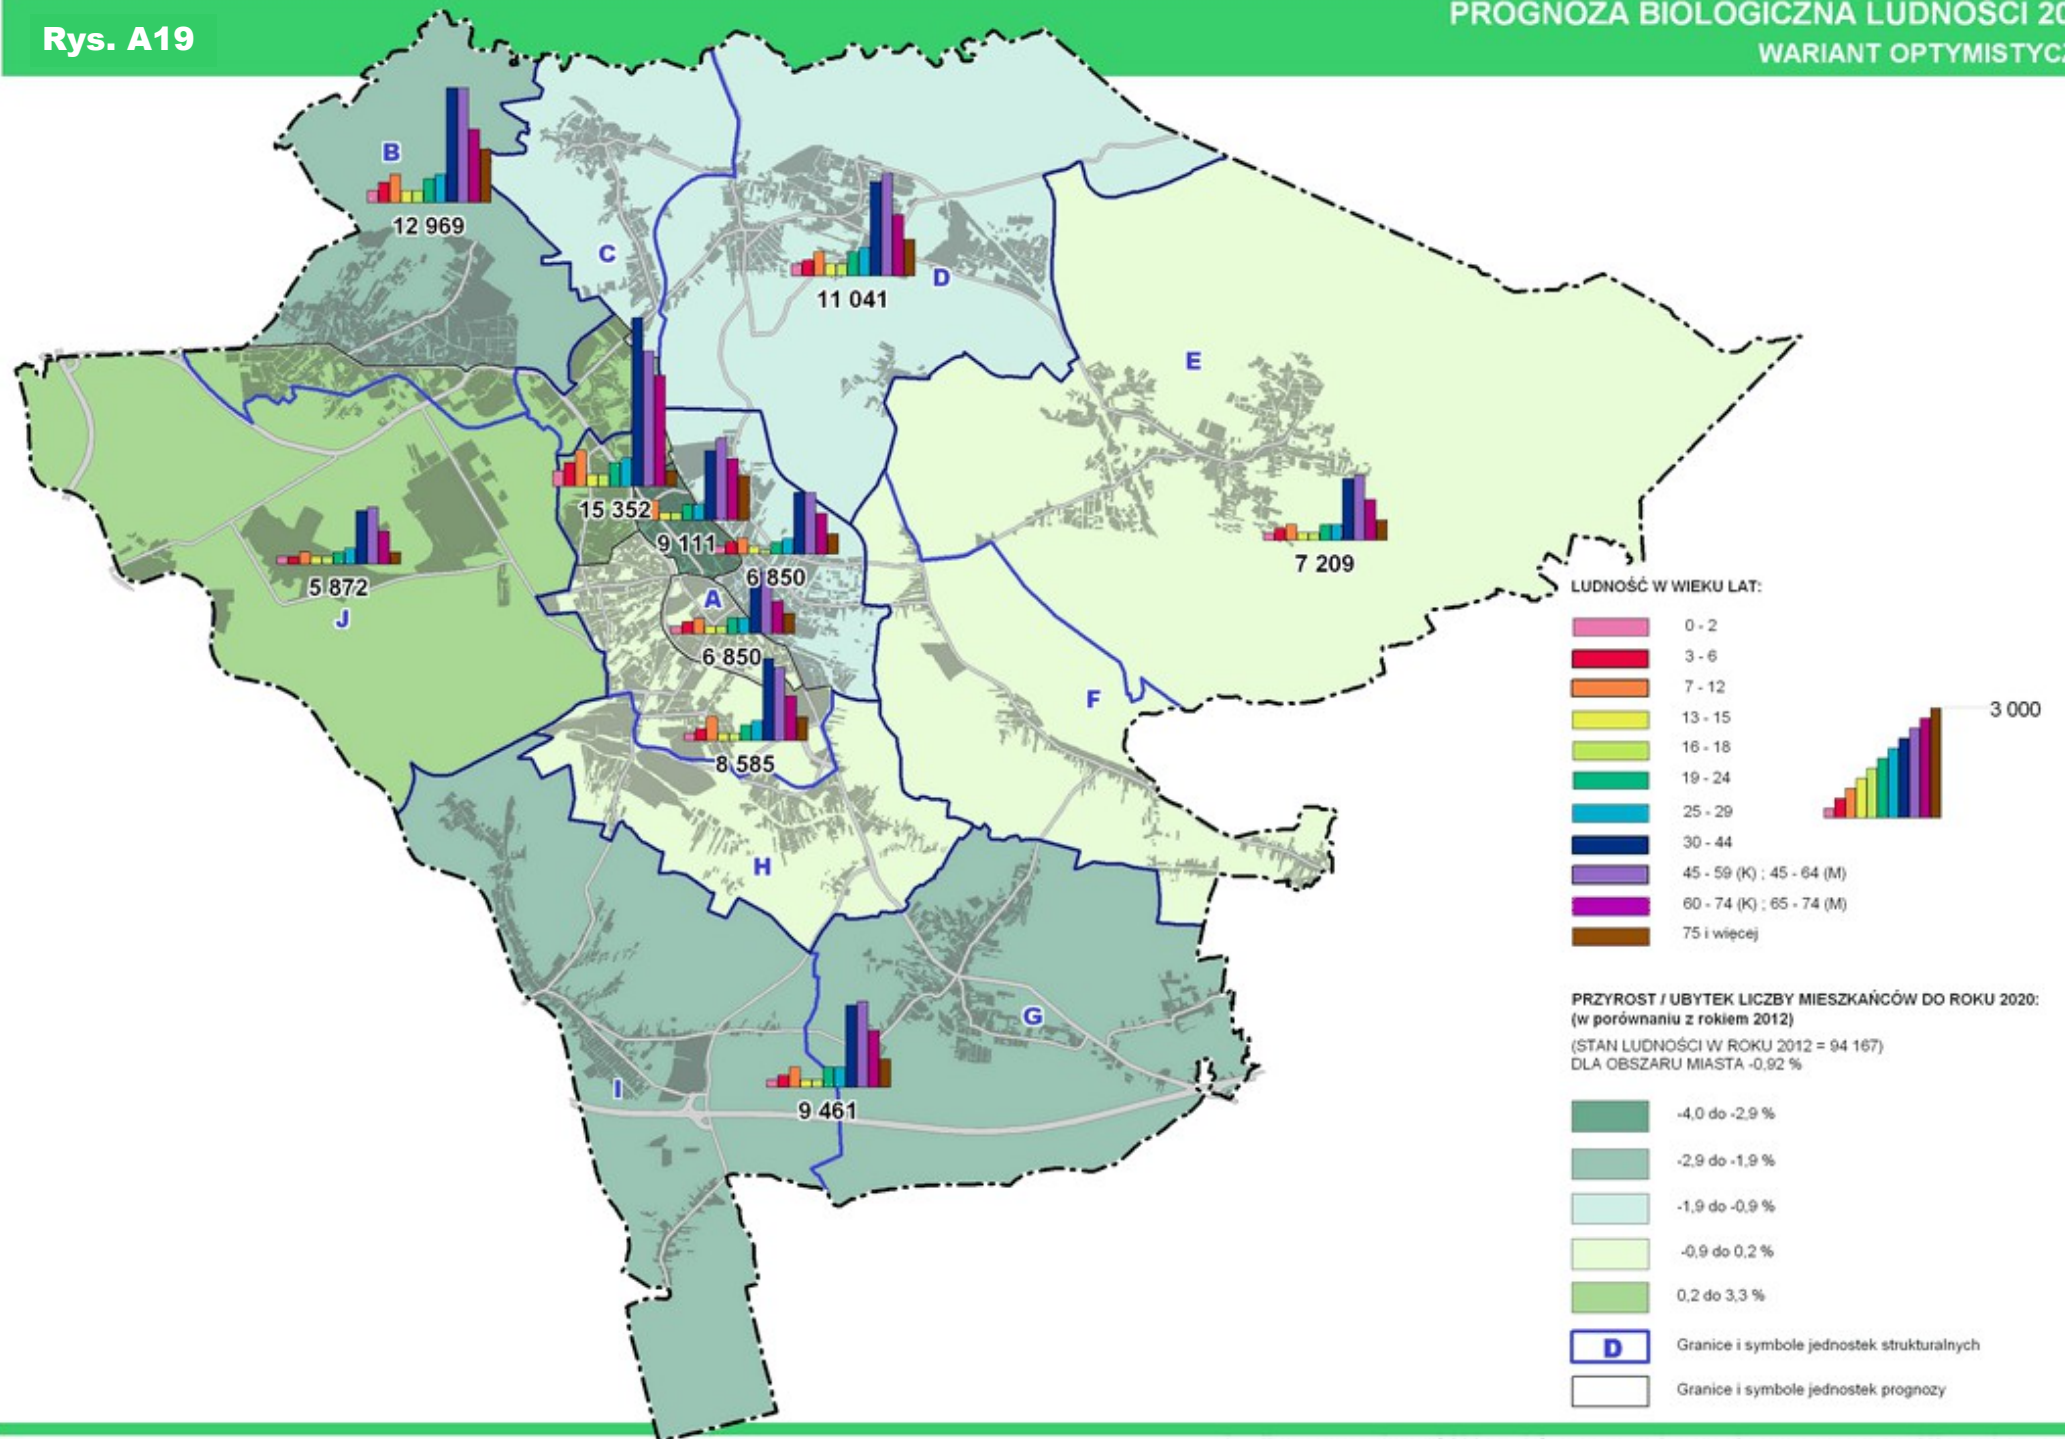 Rys. A19
PROGNOZA BIOLOGICZNA LUDNOŚCI 20
WARIANT OPTYMISTYCZ
B
12 969
C
D
11 041
E
7 209
15 352
9 111
6 850
A
6 850
5 872
J
8 585
F
H
G
I
9 461
LUDNOŚĆ W WIEKU LAT:
0 - 2
3 - 6
7 - 12
13 - 15
16 - 18
19 - 24
25 - 29
30 - 44
45 - 59 (K) ; 45 - 64 (M)
60 - 74 (K) ; 65 - 74 (M)
75 i więcej
3 000
PRZYROST / UBYTEK LICZBY MIESZKAŃCÓW DO ROKU 2020:
(w porównaniu z rokiem 2012)
(STAN LUDNOŚCI W ROKU 2012 = 94 167)
DLA OBSZARU MIASTA -0,92 %
-4,0 do -2,9 %
-2,9 do -1,9 %
-1,9 do -0,9 %
-0,9 do 0,2 %
0,2 do 3,3 %
D Granice i symbole jednostek strukturalnych
Granice i symbole jednostek prognozy